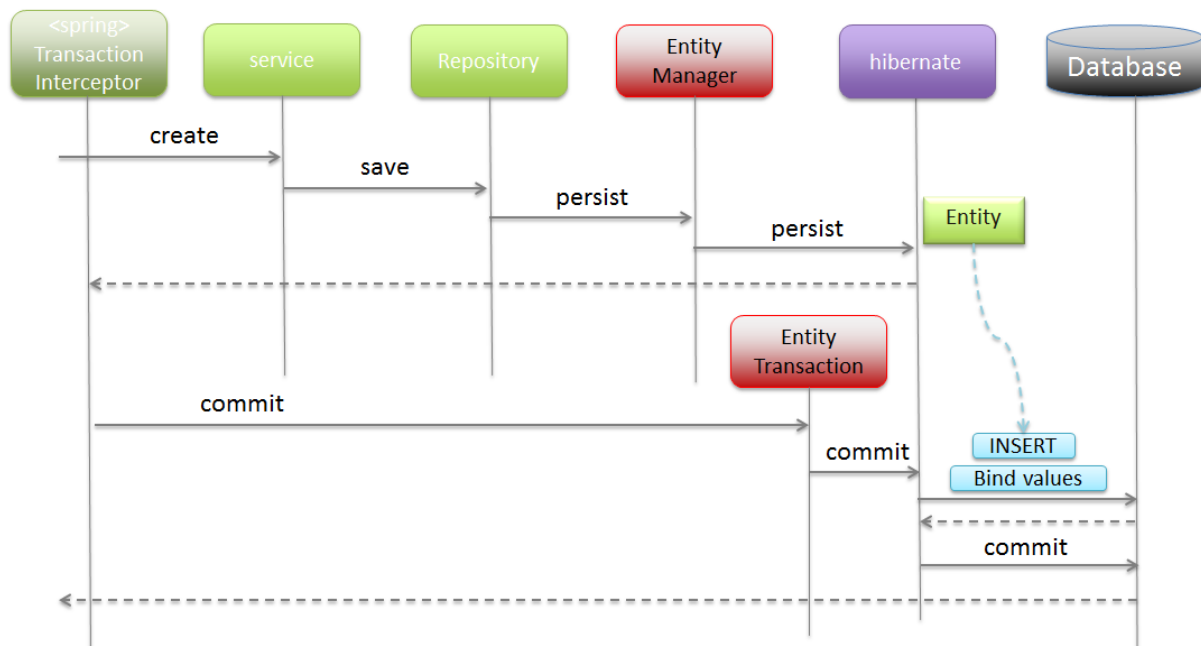 <spring>
Transaction
Interceptor
service
Repository
Entity
Manager
hibernate
Database
create
save
persist
persist
Entity
Entity
Transaction
commit
commit
INSERT
Bind values
commit